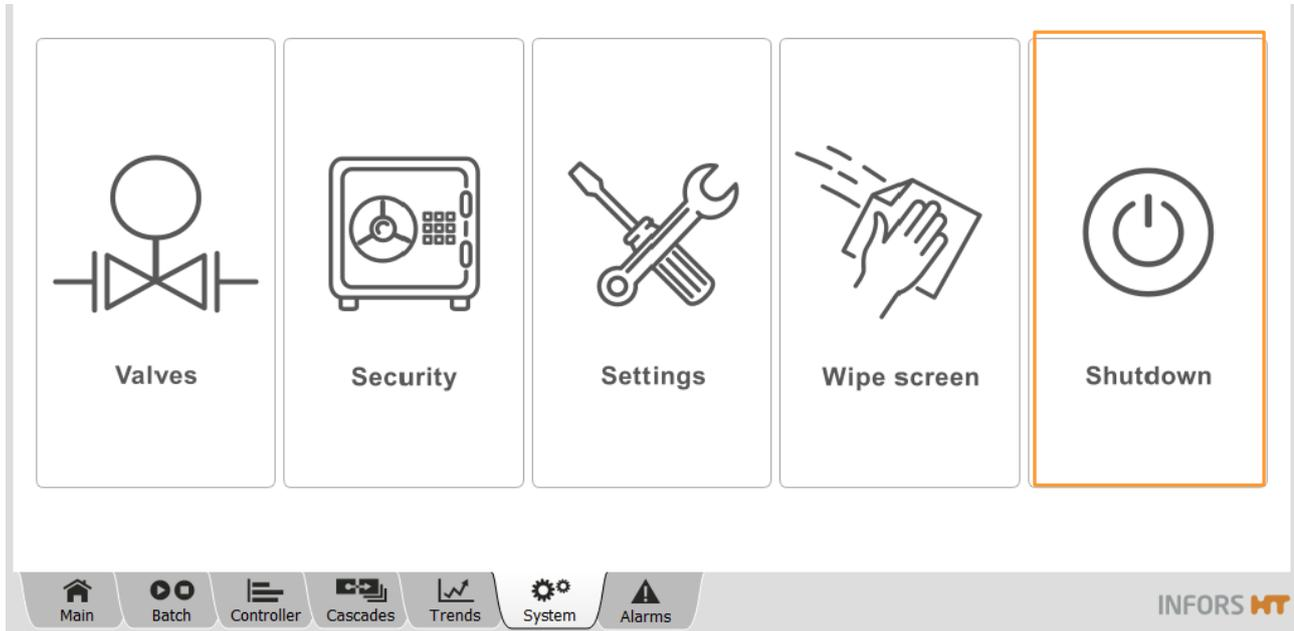 Valves
Security
Settings
Wipe screen
Shutdown
Main
Batch
Controller
Cascades
Trends
System
Alarms
INFORS HT